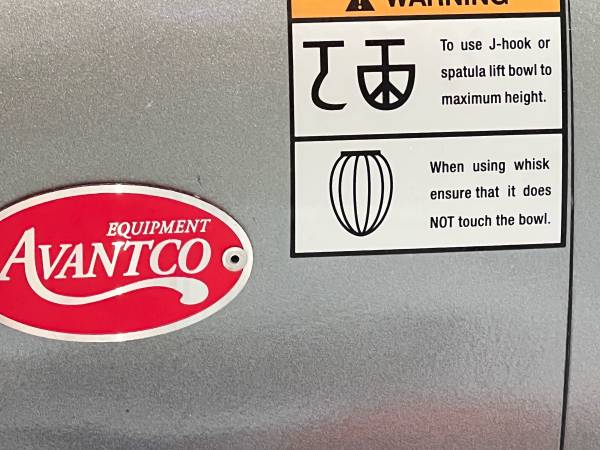 WARNING
To use J-hook or
spatula lift bowl to
maximum height.
When using whisk
ensure that it does
NOT touch the bowl.
EQUIPMENT
AVANTCO